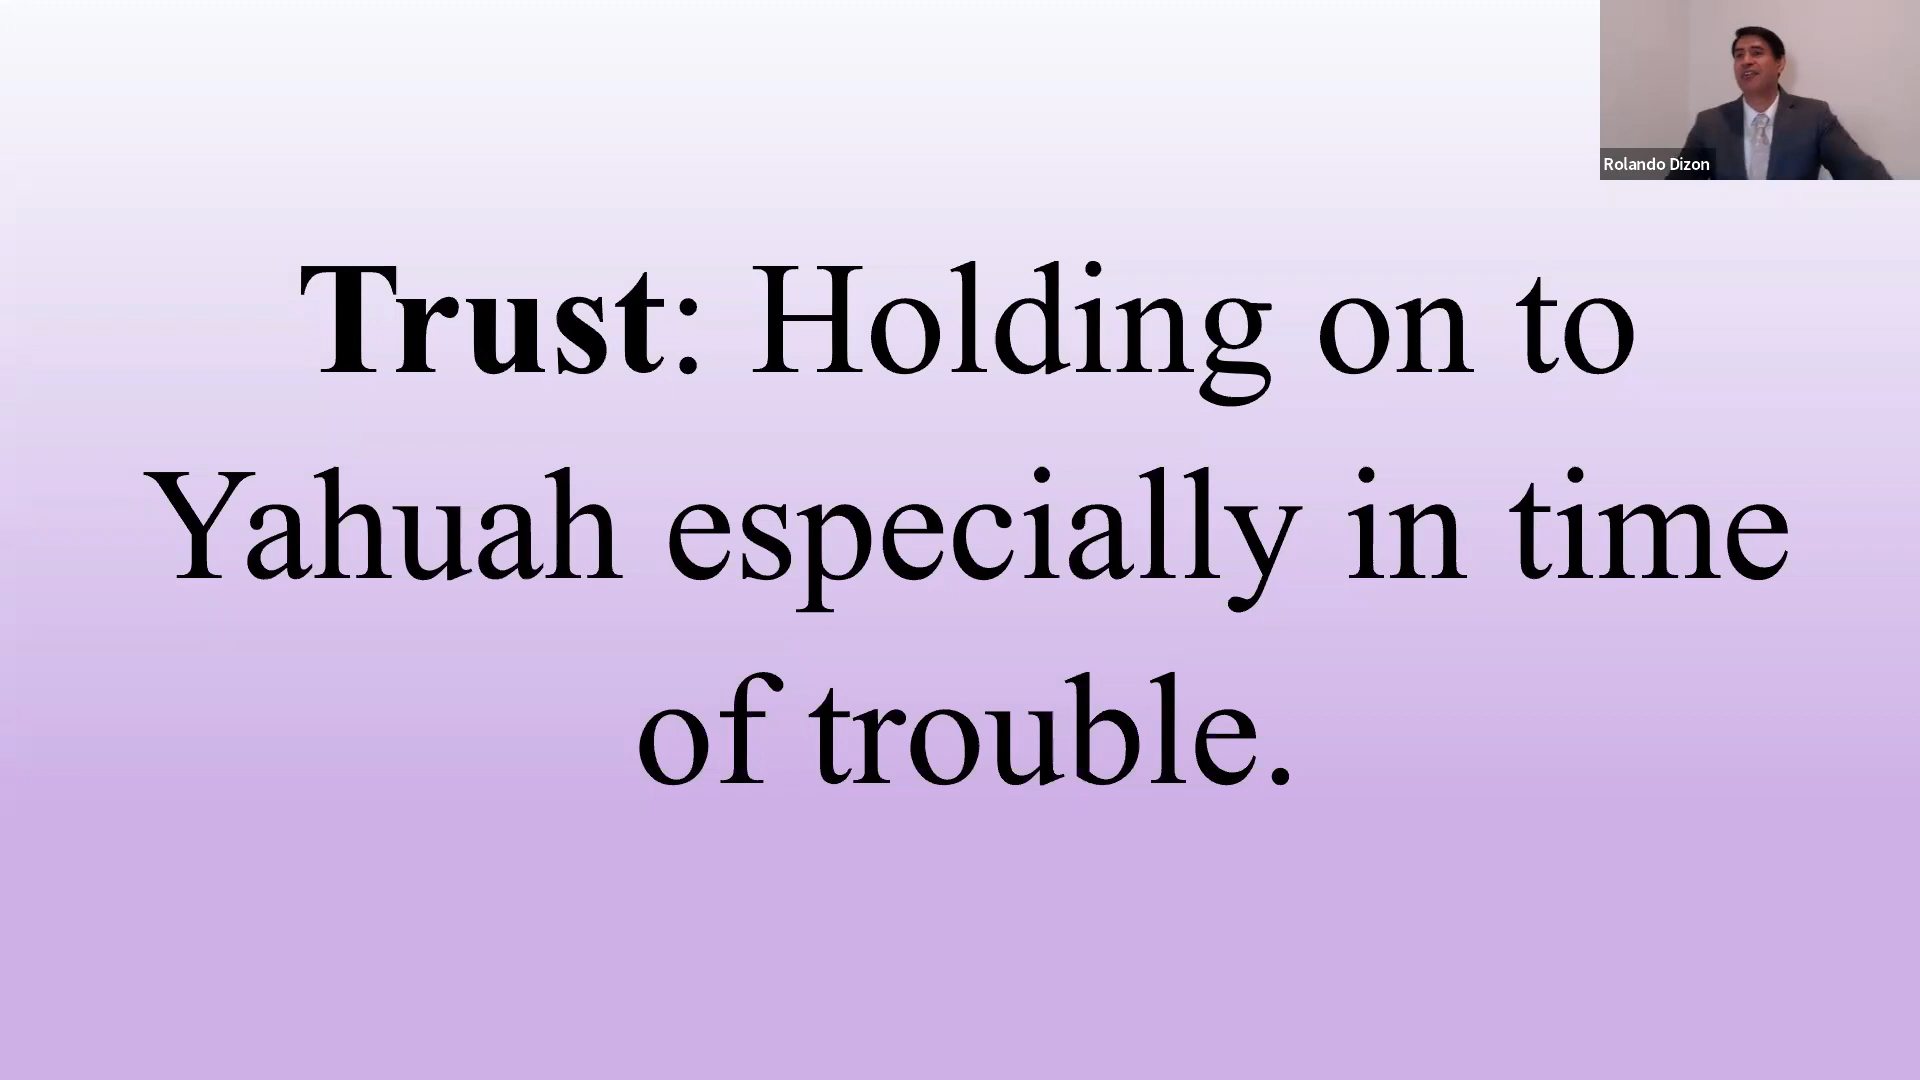 Rolando Dizon
Trust: Holding on to
Yahuah especially in time
of trouble.